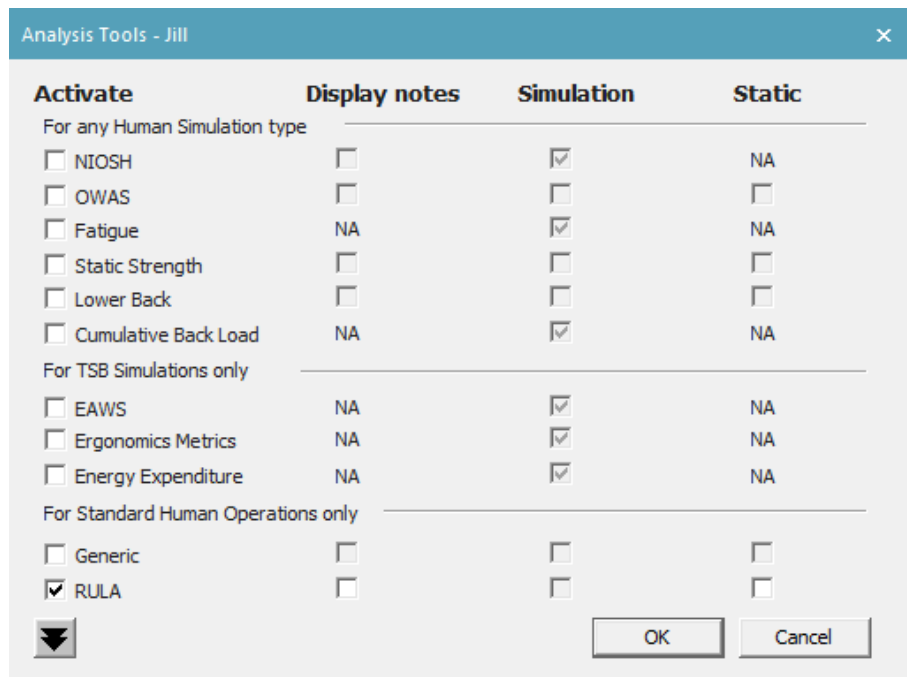 Analysis Tools - Jill
Activate Display notes Simulation Static
For any Human Simulation type
NIOSH NA
OWAS
Fatigue NA NA
Static Strength
Lower Back
Cumulative Back Load NA NA
For TSB Simulations only
EAWS NA NA
Ergonomics Metrics NA NA
Energy Expenditure NA NA
For Standard Human Operations only
Generic
RULA
OK Cancel